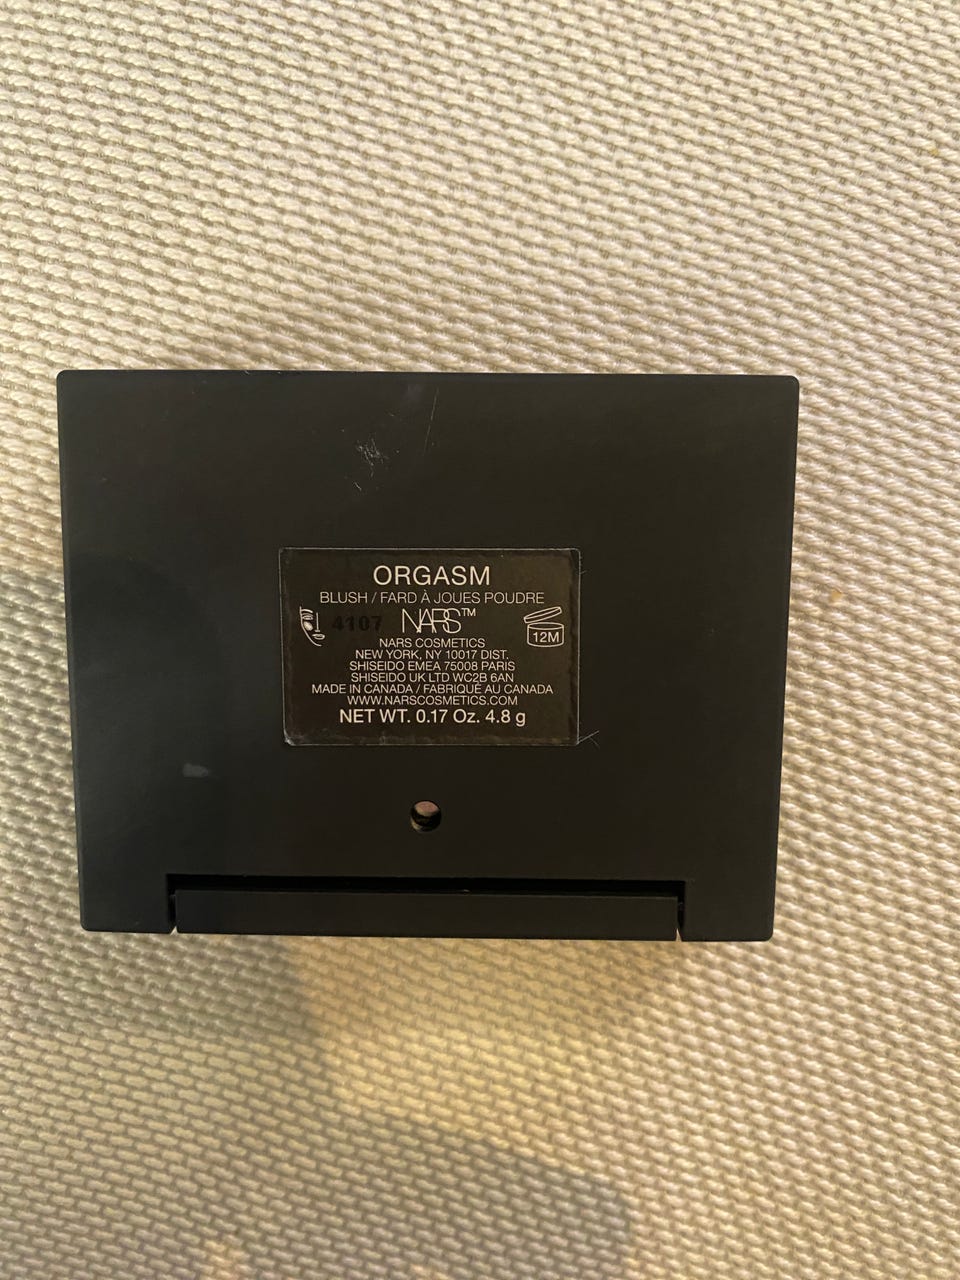 ORGASM
BLUSH / FARD À JOUES POUDRE
4107 NARS™ 12M
NARS COSMETICS
NEW YORK, NY 10017 DIST.
SHISEIDO EMEA 75008 PARIS
SHISEIDO UK LTD WC2B 6AN
MADE IN CANADA / FABRIQUÉ AU CANADA
WWW.NARSCOSMETICS.COM
NET WT. 0.17 Oz. 4.8 g